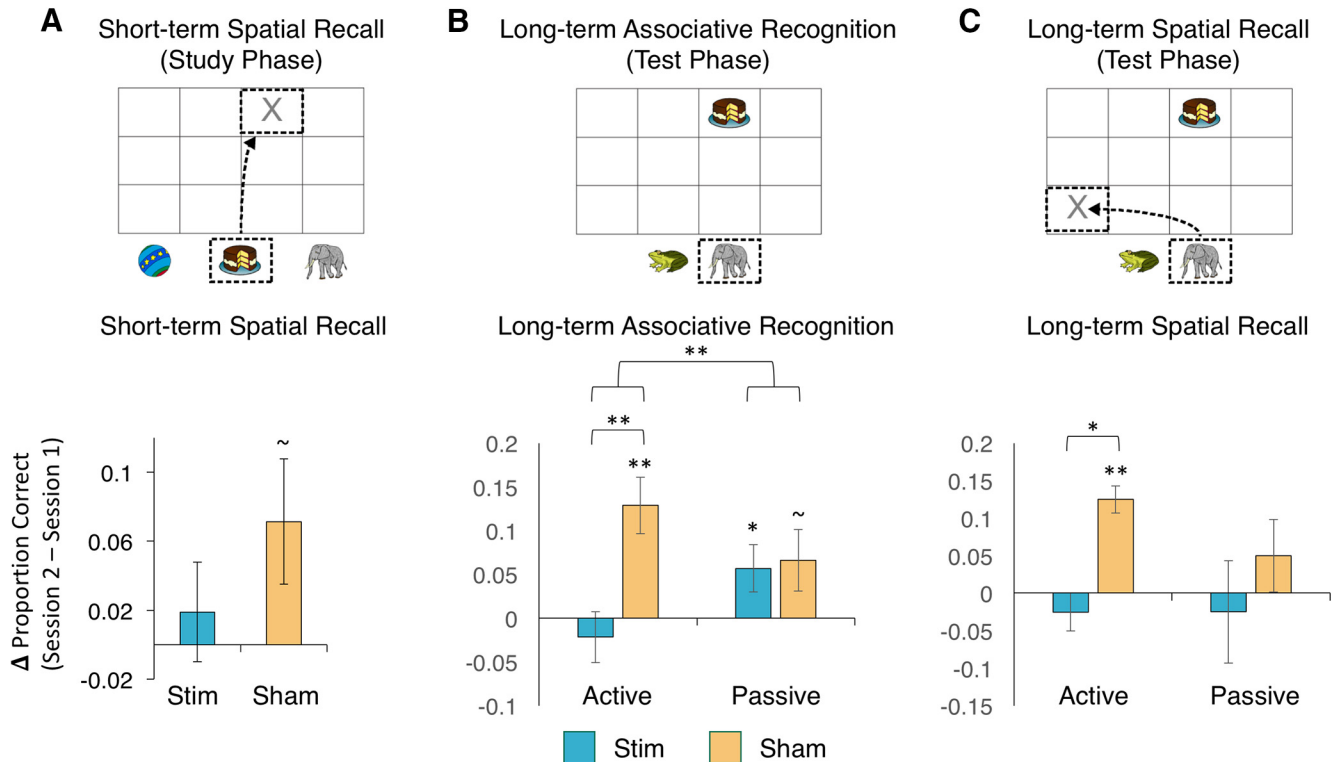 A
Short-term Spatial Recall
(Study Phase)
X
Short-term Spatial Recall
Δ Proportion Correct
(Session 2 – Session 1)
0.1
0.06
0.02
-0.02
~
Stim
Sham
B
Long-term Associative Recognition
(Test Phase)
Long-term Associative Recognition
**
**
**
*
~
0.2
0.15
0.1
0.05
0
-0.05
-0.1
Active
Passive
Stim
Sham
C
Long-term Spatial Recall
(Test Phase)
X
Long-term Spatial Recall
*
**
0.2
0.15
0.1
0.05
0
-0.05
-0.1
-0.15
Active
Passive